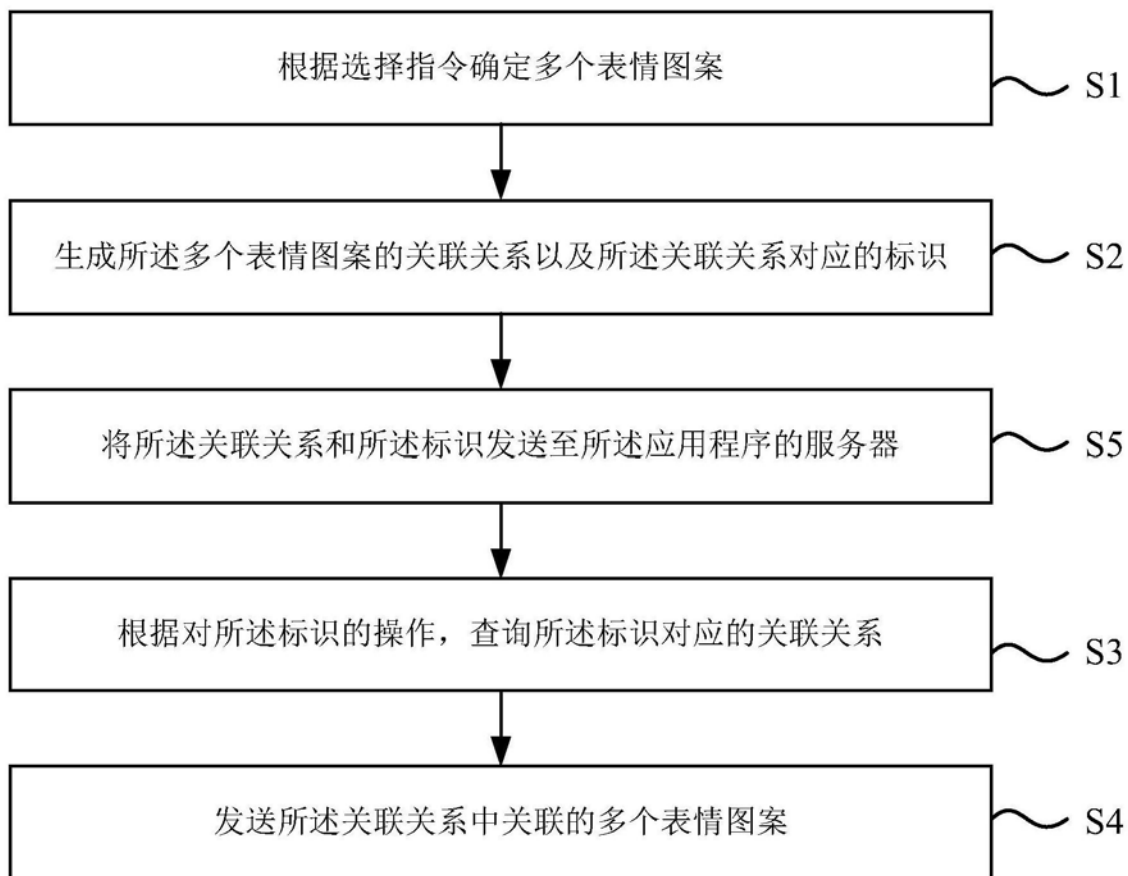 根据选择指令确定多个表情图案
S1
生成所述多个表情图案的关联关系以及所述关联关系对应的标识
S2
将所述关联关系和所述标识发送至所述应用程序的服务器
S5
根据对所述标识的操作，查询所述标识对应的关联关系
S3
发送所述关联关系中关联的多个表情图案
S4